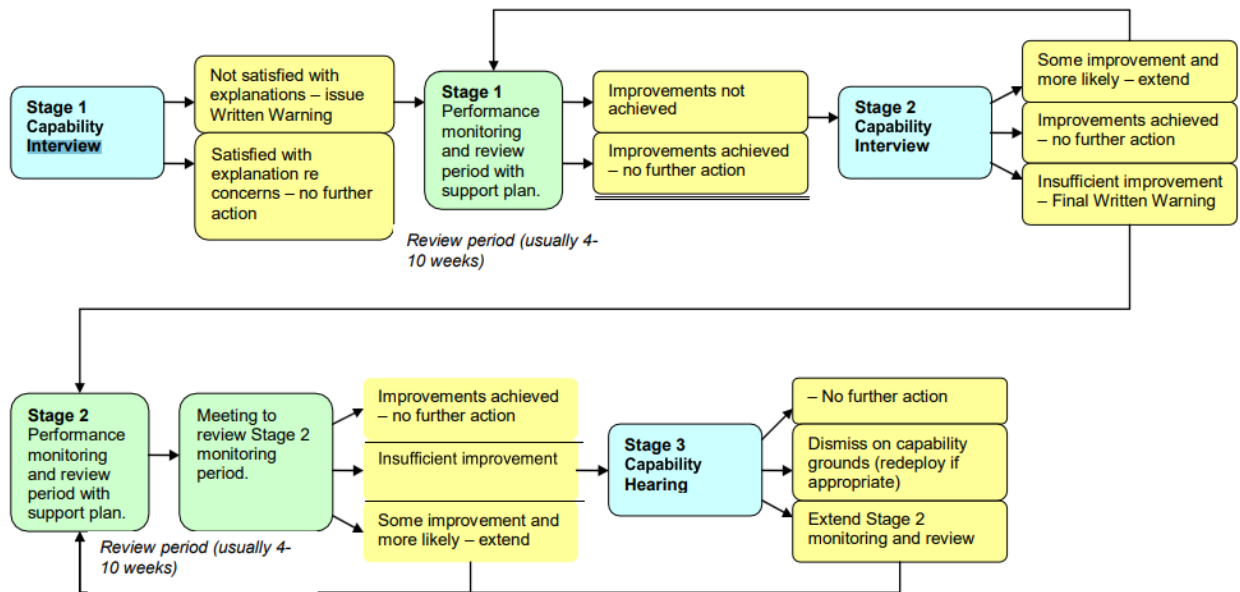 Stage 1
Capability
Interview
Not satisfied with
explanations – issue
Written Warning
Satisfied with
explanation re
concerns – no further
action
Stage 1
Performance
monitoring
and review
period with
support plan.
Review period (usually 4-
10 weeks)
Improvements not
achieved
Improvements achieved
– no further action
Stage 2
Capability
Interview
Some improvement and
more likely – extend
Improvements achieved
– no further action
Insufficient improvement
– Final Written Warning
Stage 2
Performance
monitoring
and review
period with
support plan.
Review period (usually 4-
10 weeks)
Meeting to
review Stage 2
monitoring
period.
Improvements achieved
– no further action
Insufficient improvement
Some improvement and
more likely – extend
Stage 3
Capability
Hearing
– No further action
Dismiss on capability
grounds (redeploy if
appropriate)
Extend Stage 2
monitoring and review